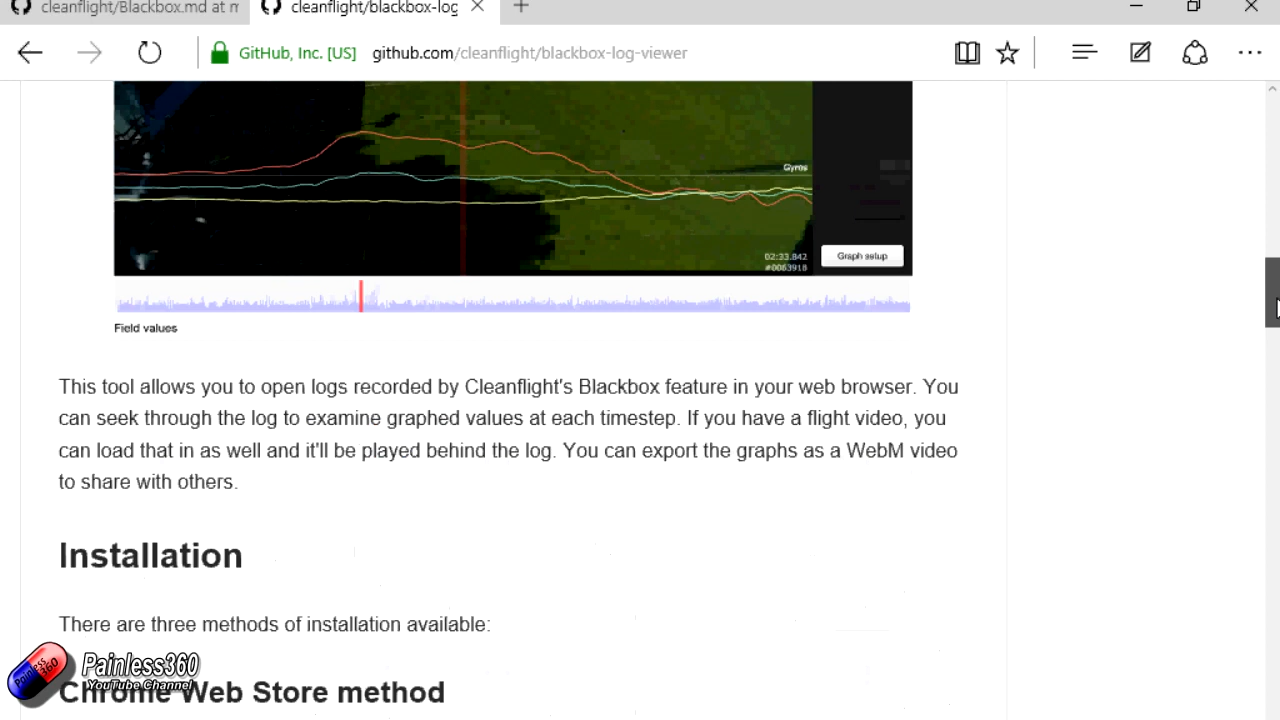 cleanflight/Blackbox.md at m
cleanflight/blackbox-log
GitHub, Inc. [US] github.com/cleanflight/blackbox-log-viewer
Gyros
02:33.842
#0063918
Graph setup
Field values
This tool allows you to open logs recorded by Cleanflight's Blackbox feature in your web browser. You
can seek through the log to examine graphed values at each timestep. If you have a flight video, you
can load that in as well and it'll be played behind the log. You can export the graphs as a WebM video
to share with others.
Installation
There are three methods of installation available:
Painless360
Painless360
YouTube Channel
Chrome Web Store method